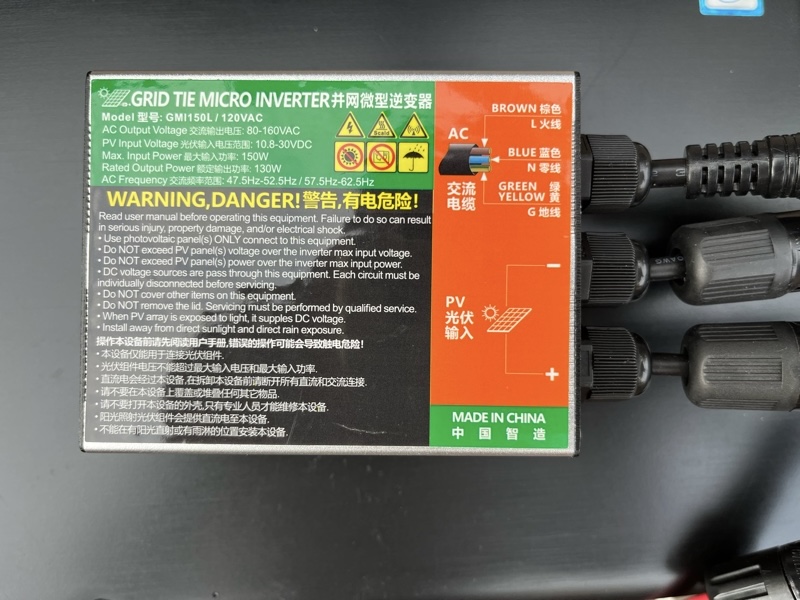 GRID TIE MICRO INVERTER 并网微型逆变器
Model 型号: GMI150L / 120VAC
AC Output Voltage 交流输出电压: 80-160VAC
PV Input Voltage 光伏输入电压范围: 10.8-30VDC
Max. Input Power 最大输入功率: 150W
Rated Output Power 额定输出功率: 130W
AC Frequency 交流频率范围: 47.5Hz-52.5Hz / 57.5Hz-62.5Hz
WARNING,DANGER! 警告,有电危险!
Read user manual before operating this equipment. Failure to do so can result
in serious injury, property damage, and/or electrical shock.
• Use photovoltaic panel(s) ONLY connect to this equipment.
• Do NOT exceed PV panel(s) voltage over the inverter max input voltage.
• Do NOT exceed PV panel(s) power over the inverter max input power.
• DC voltage sources are pass through this equipment. Each circuit must be
individually disconnected before servicing.
• Do NOT cover other items on this equipment.
• Do NOT remove the lid. Servicing must be performed by qualified service.
• When PV array is exposed to light, it supples DC voltage.
• Install away from direct sunlight and direct rain exposure.
操作本设备前请先阅读用户手册,错误的操作可能会导致触电危险!
• 本设备仅能用于连接光伏组件.
• 光伏组件电压不能超过最大输入电压和最大输入功率.
• 直流电会经过本设备,在拆卸本设备前请断开所有直流和交流连接.
• 请不要在本设备上覆盖或堆叠任何其它物品.
• 请不要打开本设备的外壳,只有专业人员才能维修本设备.
• 阳光照射光伏组件会提供直流电至本设备.
• 不能在有阳光直射或有雨淋的位置安装本设备.
AC
交流
电缆
BROWN 棕色
L 火线
BLUE 蓝色
N 零线
GREEN 绿
YELLOW 黄
G 地线
PV
光伏
输入
−
+
MADE IN CHINA
中国智造